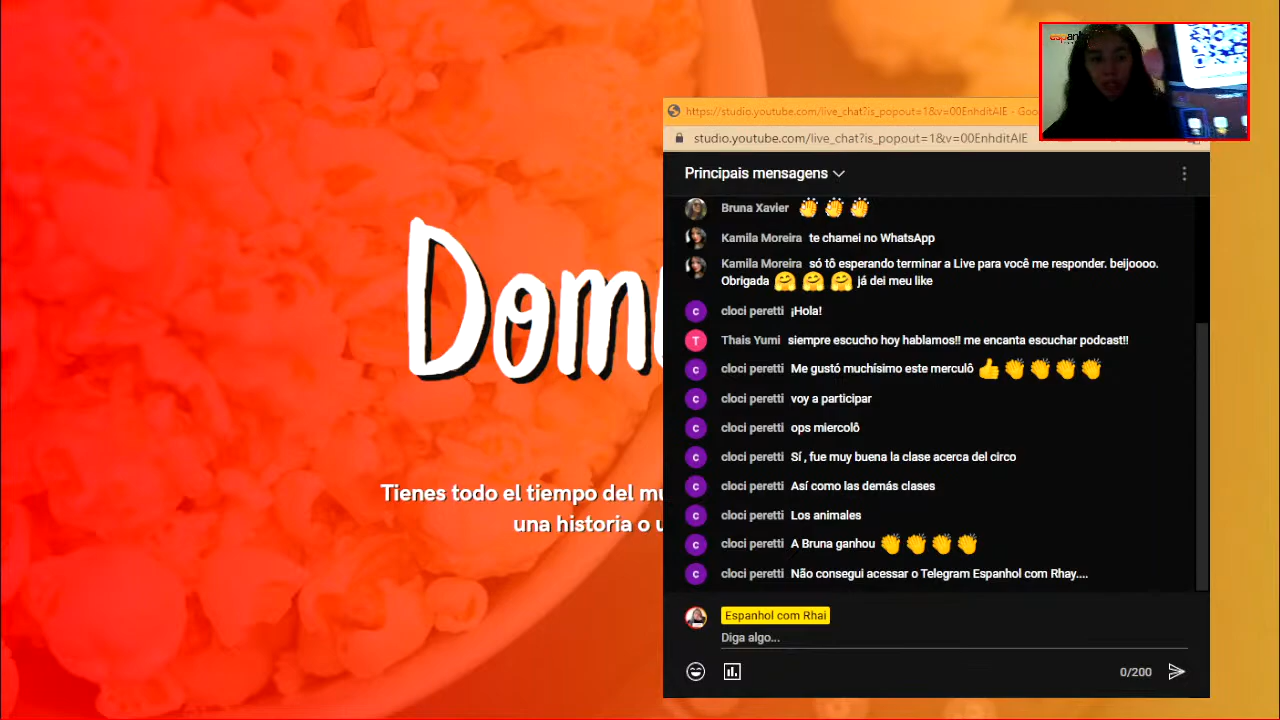 Dom
Tienes todo el tiempo del
una historia o
https://studio.youtube.com/live_chat?is_popout=1&v=00EnhditAlE - Goo
studio.youtube.com/live_chat?is_popout=1&v=00EnhditAlE
Principais mensagens
Bruna Xavier
Kamila Moreira te chamei no WhatsApp
Kamila Moreira só tô esperando terminar a Live para você me responder. beijoooo.
Obrigada 🤗 🤗 🤗 já dei meu like
c cloci peretti ¡Hola!
T Thais Yumi siempre escucho hoy hablamos!! me encanta escuchar podcast!!
c cloci peretti Me gustó muchísimo este merculô 👍 👏 👏 👏 👏
c cloci peretti voy a participar
c cloci peretti ops miercolô
c cloci peretti Sí , fue muy buena la clase acerca del circo
c cloci peretti Así como las demás clases
c cloci peretti Los animales
c cloci peretti A Bruna ganhou 👏 👏 👏 👏
c cloci peretti Não consegui acessar o Telegram Espanhol com Rhay....
Espanhol com Rhai
Diga algo...
0/200